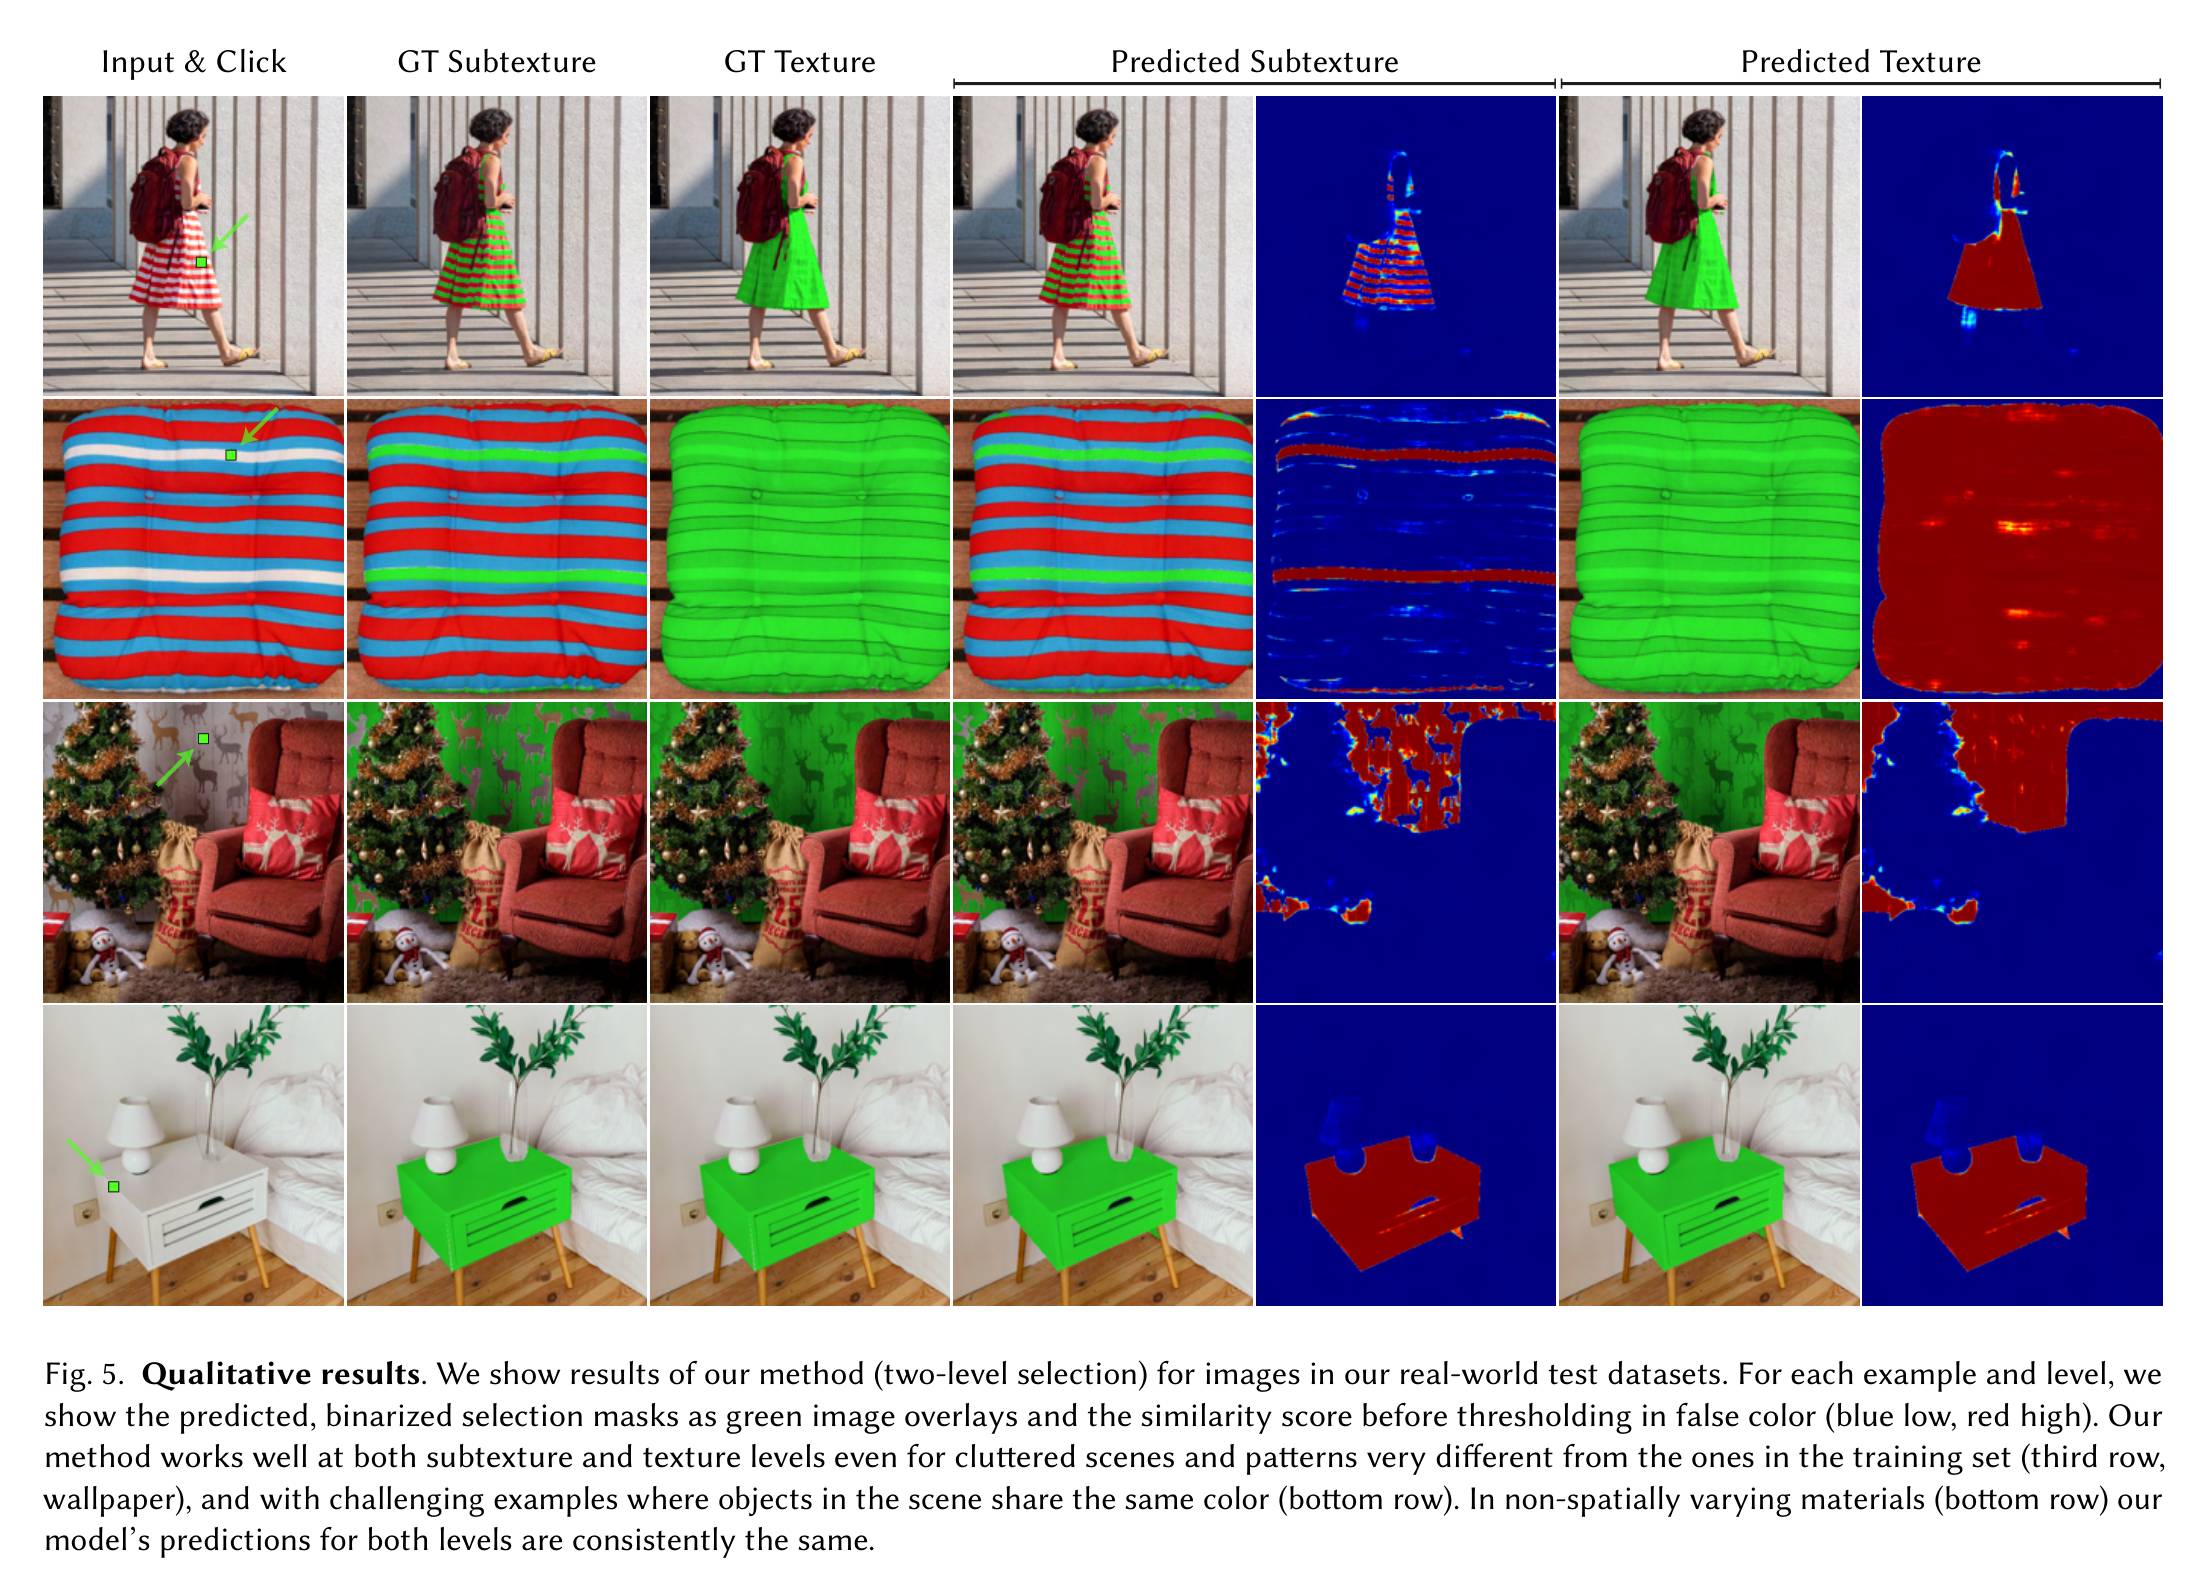 Input & Click
GT Subtexture
GT Texture
Predicted Subtexture
Predicted Texture
25
25
25
25
25
Fig. 5. Qualitative results. We show results of our method (two-level selection) for images in our real-world test datasets. For each example and level, we
show the predicted, binarized selection masks as green image overlays and the similarity score before thresholding in false color (blue low, red high). Our
method works well at both subtexture and texture levels even for cluttered scenes and patterns very different from the ones in the training set (third row,
wallpaper), and with challenging examples where objects in the scene share the same color (bottom row). In non-spatially varying materials (bottom row) our
model's predictions for both levels are consistently the same.